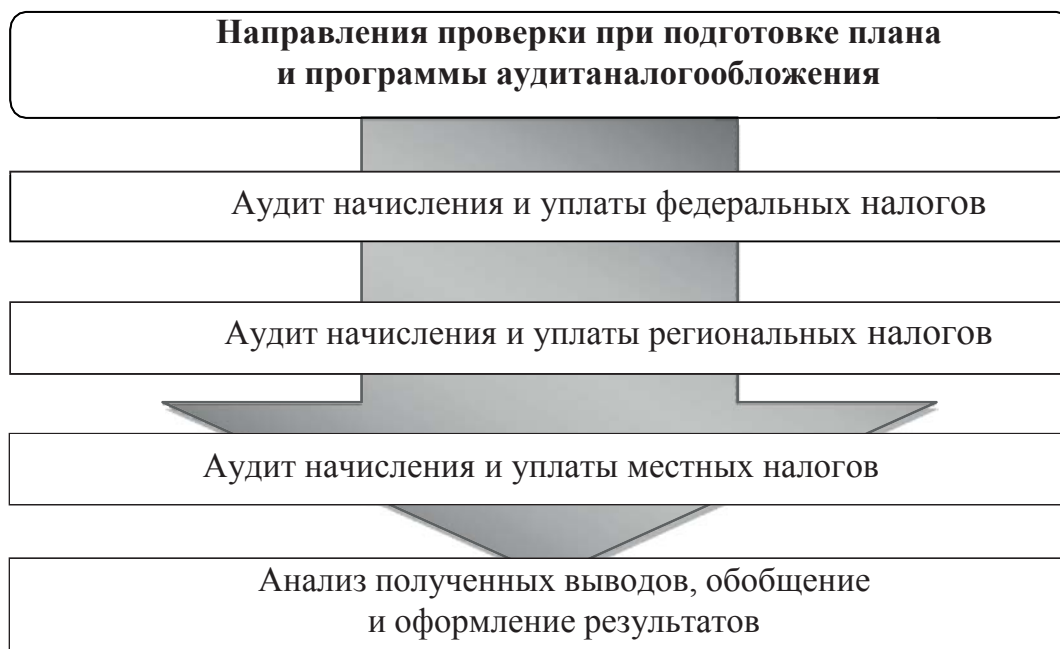 Направления проверки при подготовке плана
и программы аудитаналогообложения
Аудит начисления и уплаты федеральных налогов
Аудит начисления и уплаты региональных налогов
Аудит начисления и уплаты местных налогов
Анализ полученных выводов, обобщение
и оформление результатов